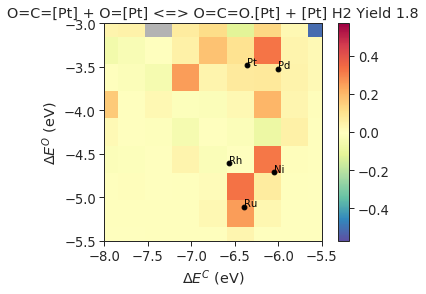 O=C=[Pt] + O=[Pt] <=> O=C=O.[Pt] + [Pt] H2 Yield 1.8
−3.0
−3.5
−4.0
−4.5
−5.0
−5.5
ΔE^O (eV)
Pt
Pd
Rh
Ni
Ru
−8.0 −7.5 −7.0 −6.5 −6.0 −5.5
ΔE^C (eV)
0.4
0.2
0.0
−0.2
−0.4